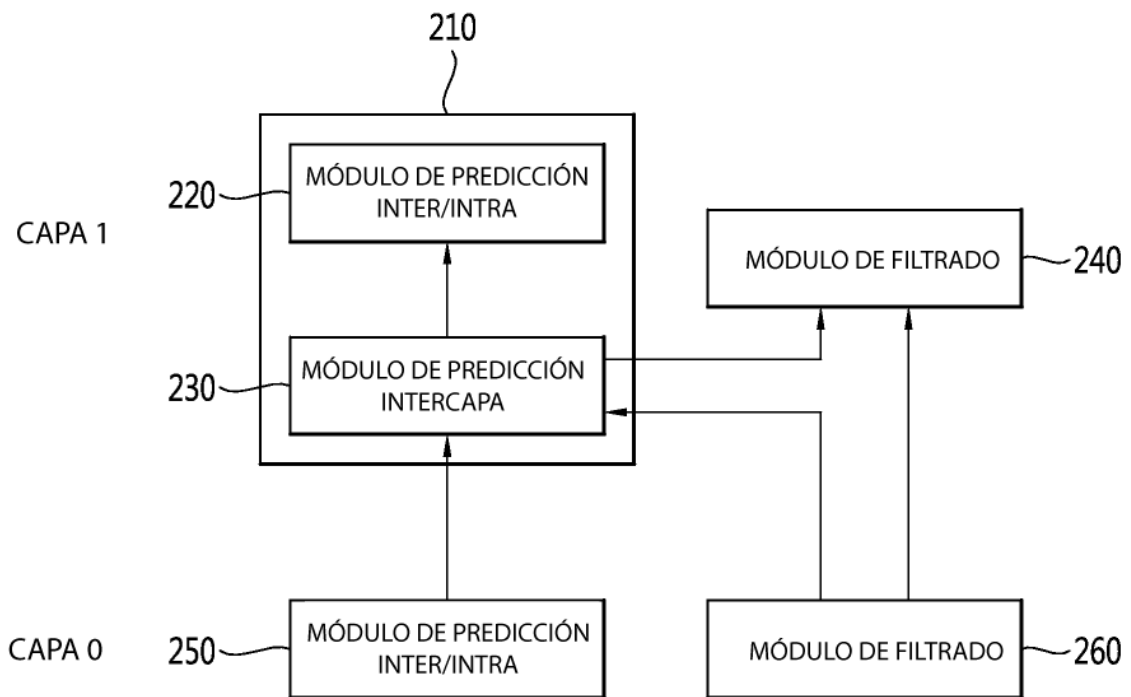 210
MÓDULO DE PREDICCIÓN
INTER/INTRA
220
CAPA 1
MÓDULO DE FILTRADO
240
MÓDULO DE PREDICCIÓN
INTERCAPA
230
MÓDULO DE PREDICCIÓN
INTER/INTRA
CAPA 0
250
MÓDULO DE FILTRADO
260